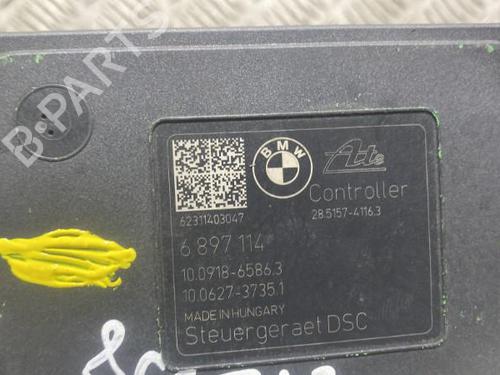 BMW
Ate
Controller
62311403047
28.5157-4116.3
6 897 114
10.0918-6586.3
10.0627-3735.1
MADE IN HUNGARY
Steuergeraet DSC
B-PARTS